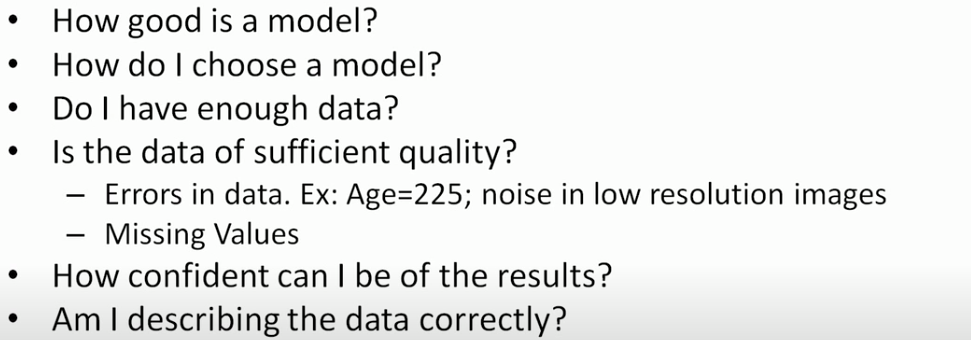 • How good is a model?
• How do I choose a model?
• Do I have enough data?
• Is the data of sufficient quality?
– Errors in data. Ex: Age=225; noise in low resolution images
– Missing Values
• How confident can I be of the results?
• Am I describing the data correctly?